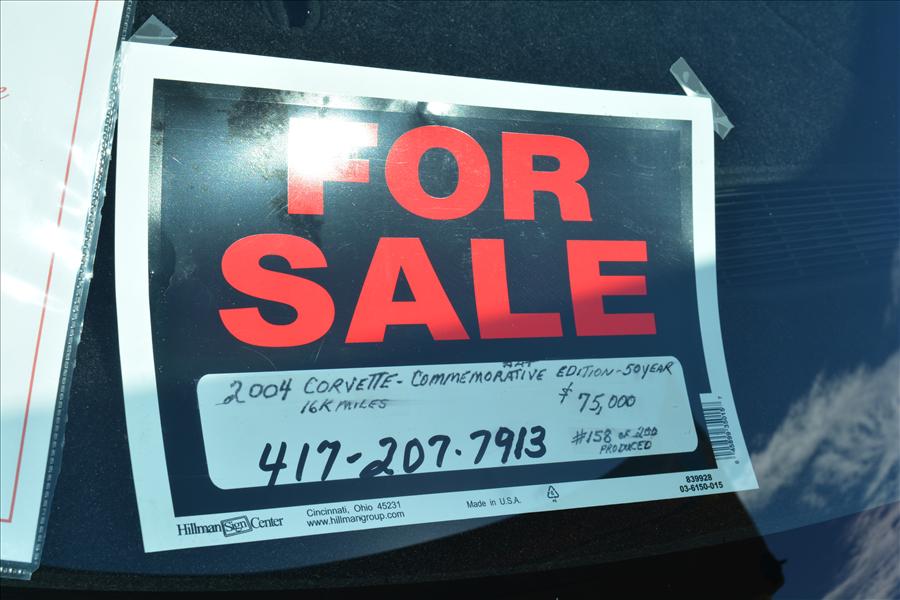 FOR
SALE
2004 CORVETTE - COMMEMORATIVE EDITION - 50 YEAR
16K MILES
$75,000
417-207-7913
#158 of 200
PRODUCED
839928
03-6150-015
Hillman Sign Center
Cincinnati, Ohio 45231
www.hillmangroup.com
Made in U.S.A.